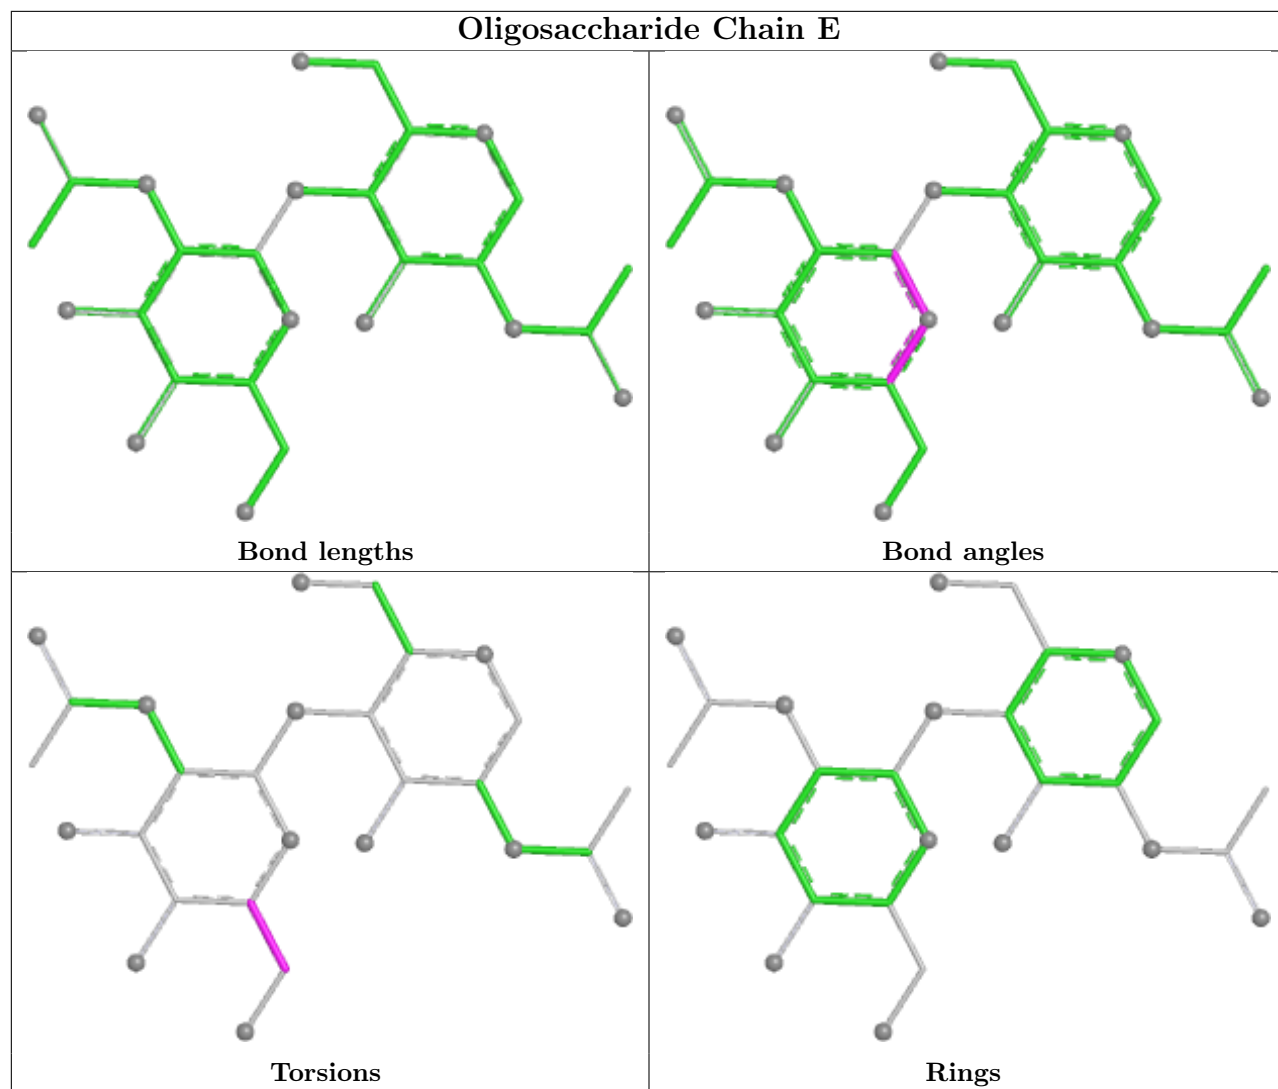 Oligosaccharide Chain E
Bond lengths
Bond angles
Torsions
Rings